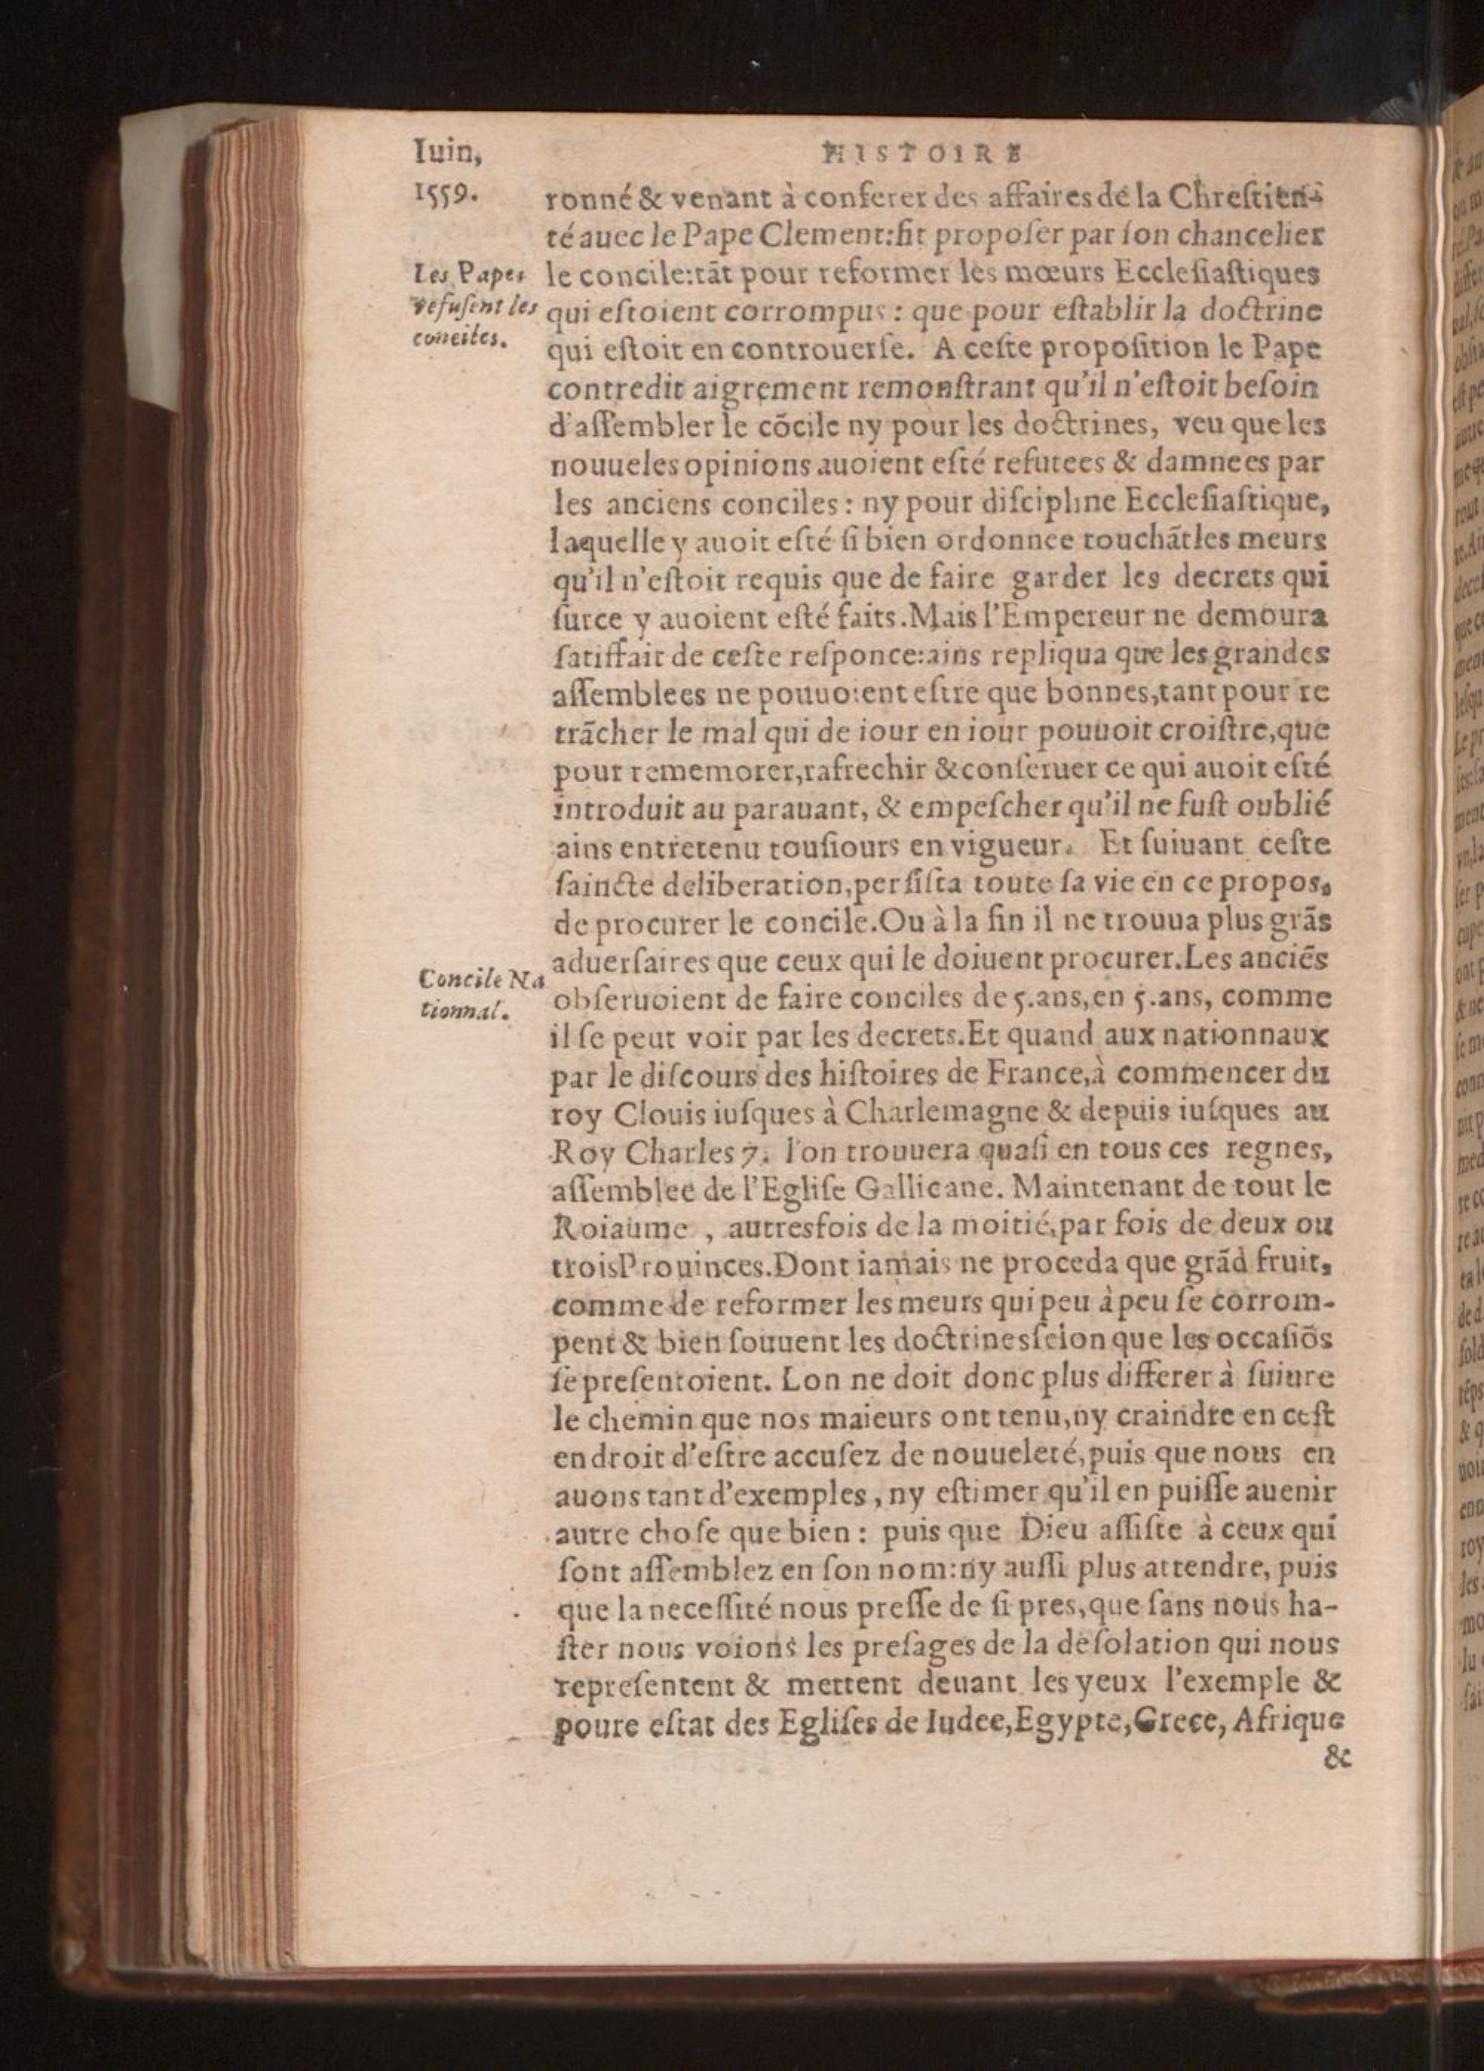 Iuin,
HISTOIRE
1559.
ronné & venant à conferer des affaires de la Chreſtien-
té auec le Pape Clement:fit propoſer par ſon chancelier
Les Papes
refuſent les
conciles.
le concile:tāt pour reformer les mœurs Eccleſiaſtiques
qui eſtoient corrompus : que pour eſtablir la doctrine
qui eſtoit en controuerſe. A ceſte propoſition le Pape
contredit aigrement remonſtrant qu'il n'eſtoit beſoin
d'aſſembler le cōcile ny pour les doctrines, veu que les
nouueles opinions auoient eſté refutees & damnees par
les anciens conciles : ny pour diſcipline Eccleſiaſtique,
laquelle y auoit eſté ſi bien ordonnee touchāt les meurs
qu'il n'eſtoit requis que de faire garder les decrets qui
ſurce y auoient eſté faits. Mais l'Empereur ne demoura
ſatiſfait de ceſte reſponce:ains repliqua que les grandes
aſſemblees ne pouuoient eſtre que bonnes,tant pour re
trācher le mal qui de iour en iour pouuoit croiſtre,que
pour rememorer,rafrechir & conſeruer ce qui auoit eſté
introduit au parauant, & empeſcher qu'il ne fuſt oublié
ains entretenu touſiours en vigueur. Et ſuiuant ceſte
ſaincte deliberation,perſiſta toute ſa vie en ce propos,
de procurer le concile.Ou à la fin il ne trouua plus grās
aduerſaires que ceux qui le doiuent procurer.Les anciēs
Concile Na
tionnal.
obſeruoient de faire conciles de 5.ans,en 5.ans, comme
il ſe peut voir par les decrets.Et quand aux nationnaux
par le diſcours des hiſtoires de France,à commencer du
roy Clouis iuſques à Charlemagne & depuis iuſques au
Roy Charles 7. l'on trouuera quaſi en tous ces regnes,
aſſemblee de l'Egliſe Gallicane. Maintenant de tout le
Roiaume , autresfois de la moitié,par fois de deux ou
trois Prouinces.Dont iamais ne proceda que grād fruit,
comme de reformer les meurs qui peu à peu ſe corrom-
pent & bien ſouuent les doctrines ſelon que les occaſiōs
ſe preſentoient. Lon ne doit donc plus differer à ſuiure
le chemin que nos maieurs ont tenu,ny craindre en ceſt
endroit d'eſtre accuſez de nouueleté,puis que nous en
auons tant d'exemples , ny eſtimer qu'il en puiſſe auenir
autre choſe que bien : puis que Dieu aſſiſte à ceux qui
ſont aſſemblez en ſon nom:ny auſſi plus attendre, puis
que la neceſſité nous preſſe de ſi pres,que ſans nous ha-
ſter nous voions les preſages de la deſolation qui nous
repreſentent & mettent deuant les yeux l'exemple &
poure eſtat des Egliſes de Iudee,Egypte,Grece, Afrique
&